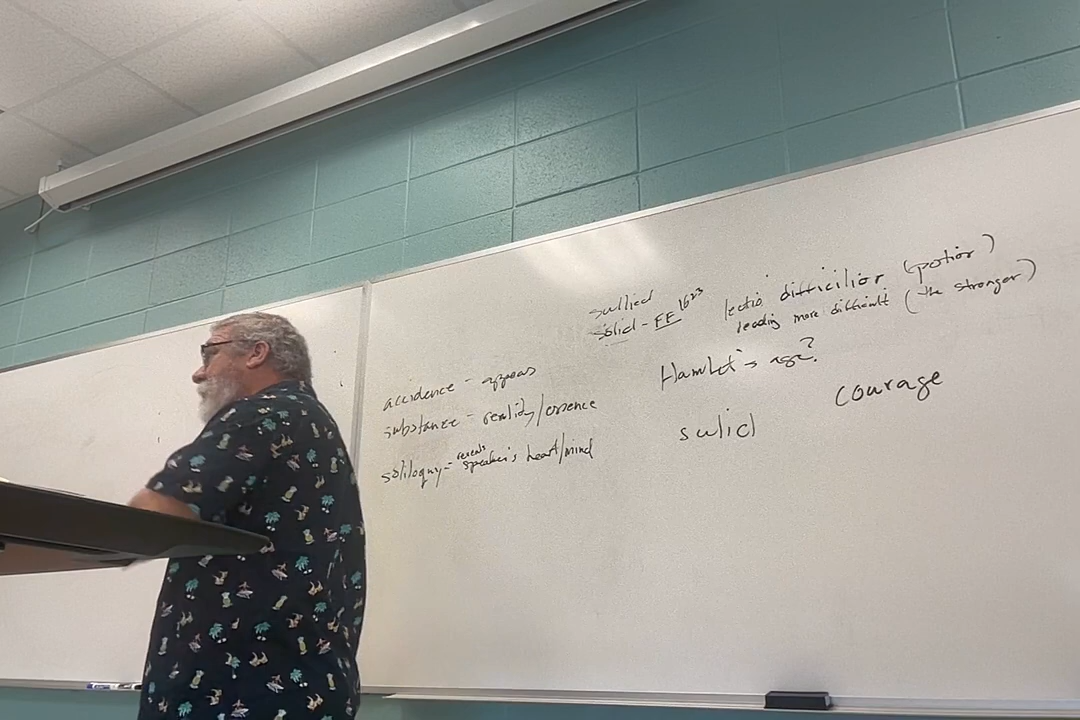 accidence - appears
substance - reality/essence
soliloquy - reveals speaker's heart/mind
sullied
solid - FF 1623
lectio difficilior (potior)
reading more difficult (the stronger)
Hamlet's age?
courage